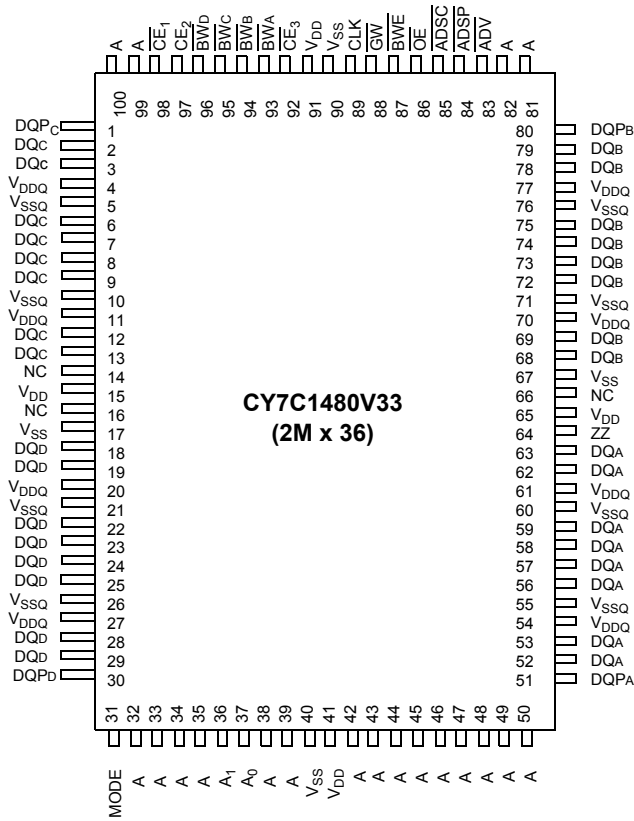 A
A
CE1
CE2
BWD
BWC
BWB
BWA
CE3
VDD
VSS
CLK
GW
BWE
OE
ADSC
ADSP
ADV
A
A
100
99
98
97
96
95
94
93
92
91
90
89
88
87
86
85
84
83
82
81
DQPC 1
DQC 2
DQC 3
VDDQ 4
VSSQ 5
DQC 6
DQC 7
DQC 8
DQC 9
VSSQ 10
VDDQ 11
DQC 12
DQC 13
NC 14
VDD 15
NC 16
VSS 17
DQD 18
DQD 19
VDDQ 20
VSSQ 21
DQD 22
DQD 23
DQD 24
DQD 25
VSSQ 26
VDDQ 27
DQD 28
DQD 29
DQPD 30
CY7C1480V33
(2M x 36)
80 DQPB
79 DQB
78 DQB
77 VDDQ
76 VSSQ
75 DQB
74 DQB
73 DQB
72 DQB
71 VSSQ
70 VDDQ
69 DQB
68 DQB
67 VSS
66 NC
65 VDD
64 ZZ
63 DQA
62 DQA
61 VDDQ
60 VSSQ
59 DQA
58 DQA
57 DQA
56 DQA
55 VSSQ
54 VDDQ
53 DQA
52 DQA
51 DQPA
31
32
33
34
35
36
37
38
39
40
41
42
43
44
45
46
47
48
49
50
MODE
A
A
A
A
A1
A0
A
A
VSS
VDD
A
A
A
A
A
A
A
A
A